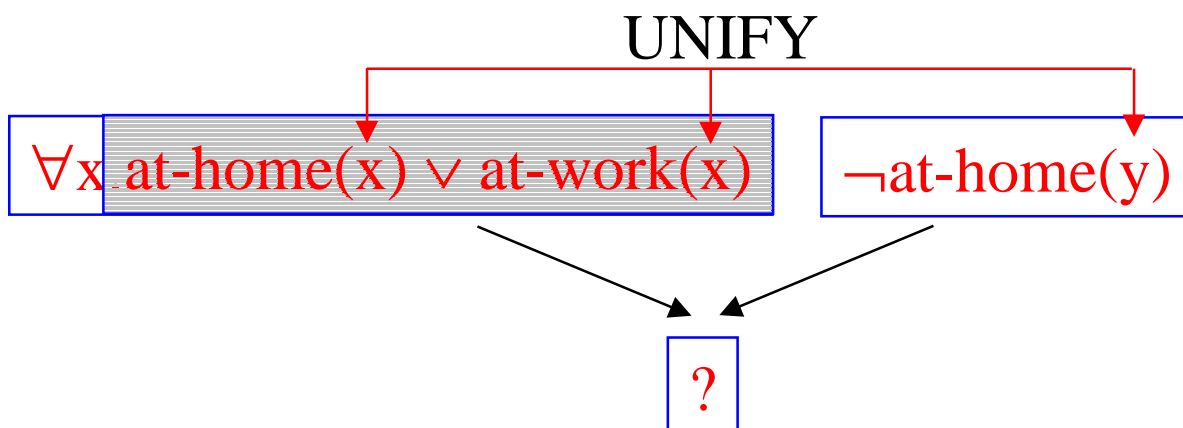 UNIFY
∀x at-home(x) ∨ at-work(x) ¬at-home(y)
?